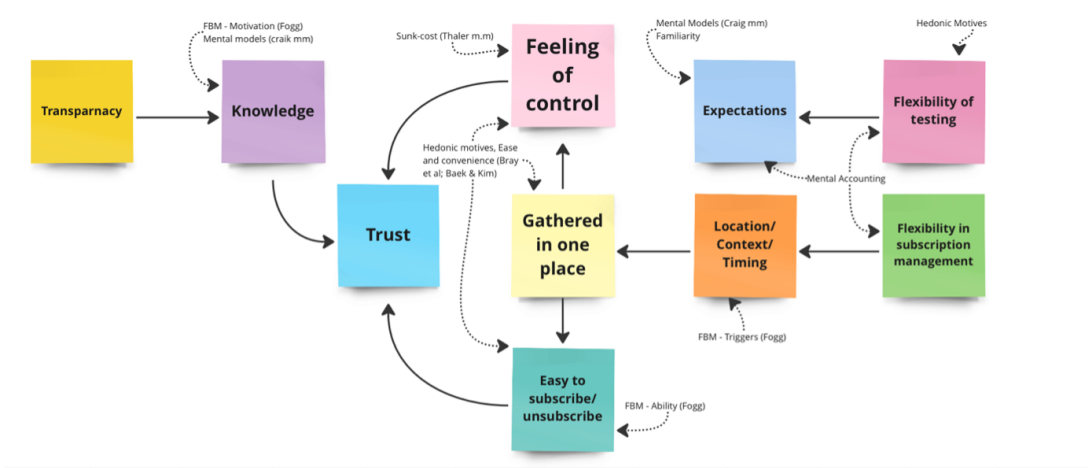 FBM - Motivation (Fogg)
Mental models (craik mm)
Sunk-cost (Thaler m.m)
Mental Models (Craig mm)
Familiarity
Hedonic Motives
Transparnacy
Knowledge
Feeling
of
control
Expectations
Flexibility of
testing
Hedonic motives, Ease
and convenience (Bray
et al; Baek & Kim)
Mental Accounting
Trust
Gathered
in one
place
Location/
Context/
Timing
Flexibility in
subscription
management
FBM - Triggers (Fogg)
Easy to
subscribe/
unsubscribe
FBM - Ability (Fogg)